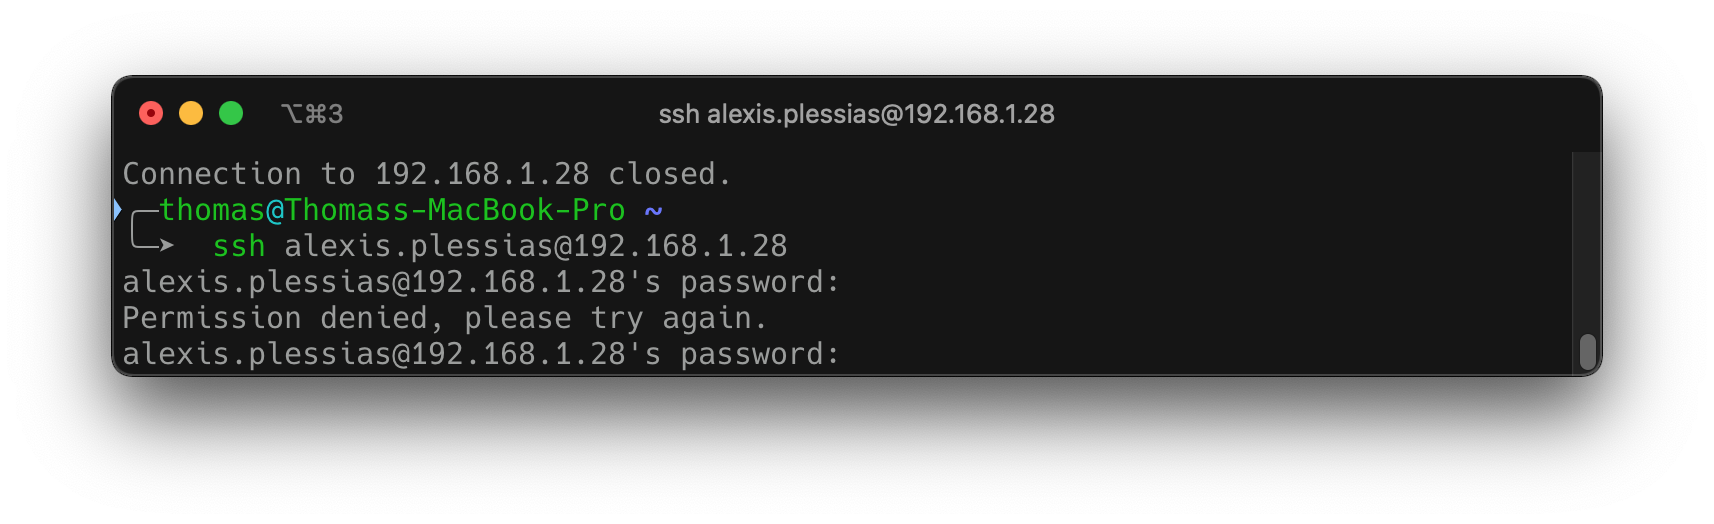 ⌥⌘3
ssh alexis.plessias@192.168.1.28
Connection to 192.168.1.28 closed.
thomas@Thomass-MacBook-Pro ~
ssh alexis.plessias@192.168.1.28
alexis.plessias@192.168.1.28's password:
Permission denied, please try again.
alexis.plessias@192.168.1.28's password: